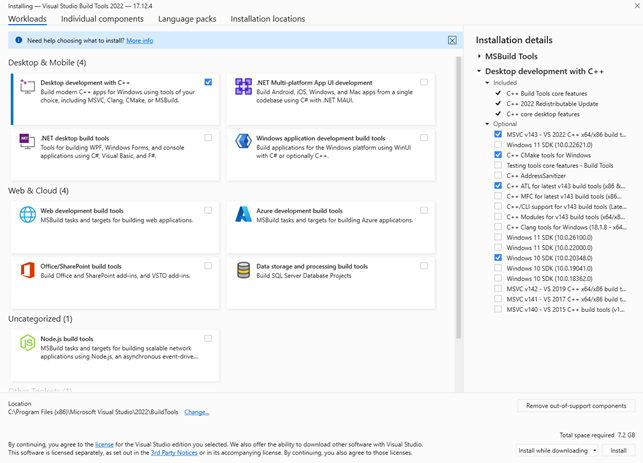 Installing — Visual Studio Build Tools 2022 — 17.12.4
Workloads Individual components Language packs Installation locations
Need help choosing what to install? More info
Desktop & Mobile (4)
Desktop development with C++
Build modern C++ apps for Windows using tools of your
choice, including MSVC, Clang, CMake, or MSBuild.
.NET Multi-platform App UI development
Build Android, iOS, Windows, and Mac apps from a single
codebase using C# with .NET MAUI.
.NET desktop build tools
Tools for building WPF, Windows Forms, and console
applications using C#, Visual Basic, and F#.
Windows application development build tools
Build applications for the Windows platform using WinUI
with C# or optionally C++.
Web & Cloud (4)
Web development build tools
MSBuild tasks and targets for building web applications.
Azure development build tools
MSBuild tasks and targets for building Azure applications.
Office/SharePoint build tools
Build Office and SharePoint add-ins, and VSTO add-ins.
Data storage and processing build tools
Build SQL Server Database Projects
Uncategorized (1)
Node.js build tools
MSBuild tasks and targets for building scalable network
applications using Node.js, an asynchronous event-drive...
Other Toolsets (1)
Installation details
MSBuild Tools
Desktop development with C++
Included
C++ Build Tools core features
C++ 2022 Redistributable Update
C++ core desktop features
Optional
MSVC v143 - VS 2022 C++ x64/x86 build t...
Windows 11 SDK (10.0.22621.0)
C++ CMake tools for Windows
Testing tools core features - Build Tools
C++ AddressSanitizer
C++ ATL for latest v143 build tools (x86 &...
C++ MFC for latest v143 build tools (x86...
C++/CLI support for v143 build tools (Late...
C++ Modules for v143 build tools (x64/x8...
C++ Clang tools for Windows (18.1.8 - x64...
Windows 11 SDK (10.0.26100.0)
Windows 11 SDK (10.0.22000.0)
Windows 10 SDK (10.0.20348.0)
Windows 10 SDK (10.0.19041.0)
Windows 10 SDK (10.0.18362.0)
MSVC v142 - VS 2019 C++ x64/x86 build t...
MSVC v141 - VS 2017 C++ x64/x86 build t...
MSVC v140 - VS 2015 C++ build tools (v1...
Location
C:\Program Files (x86)\Microsoft Visual Studio\2022\BuildTools Change...
Remove out-of-support components
By continuing, you agree to the license for the Visual Studio edition you selected. We also offer the ability to download other software with Visual Studio.
This software is licensed separately, as set out in the 3rd Party Notices or in its accompanying license. By continuing, you also agree to those licenses.
Total space required 7.2 GB
Install while downloading Install